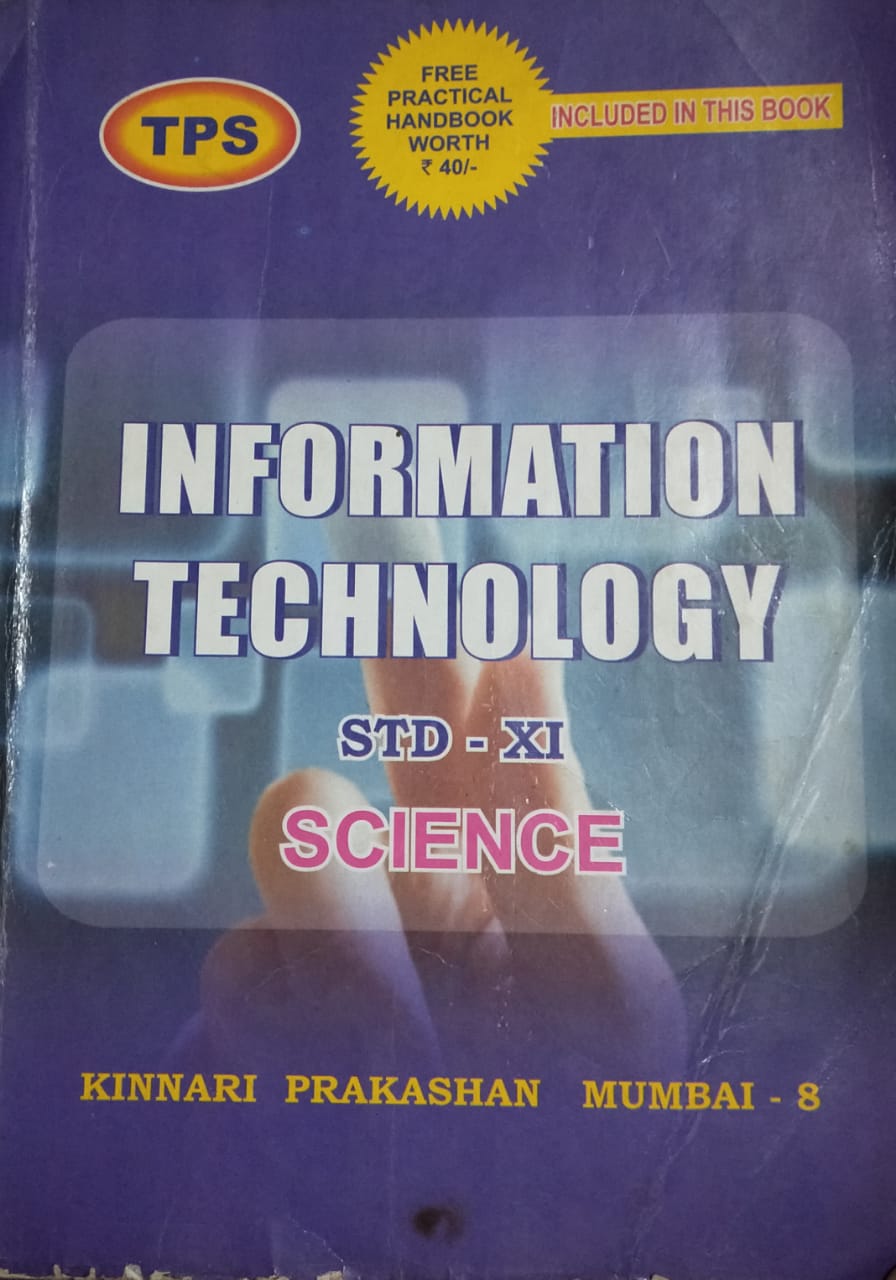 TPS
FREE
PRACTICAL
HANDBOOK
WORTH
₹ 40/-
INCLUDED IN THIS BOOK
INFORMATION
TECHNOLOGY
STD - XI
SCIENCE
KINNARI PRAKASHAN MUMBAI - 8